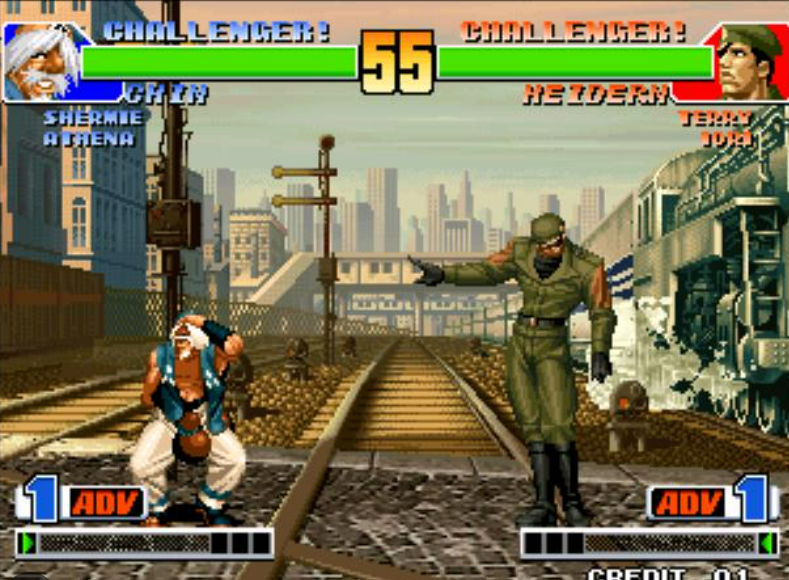 CHALLENGER! CHALLENGER!
55
CHIN HEIDERN
SHERMIE TERRY
ATHENA IORI
1 ADV ADV 1
CREDIT 01